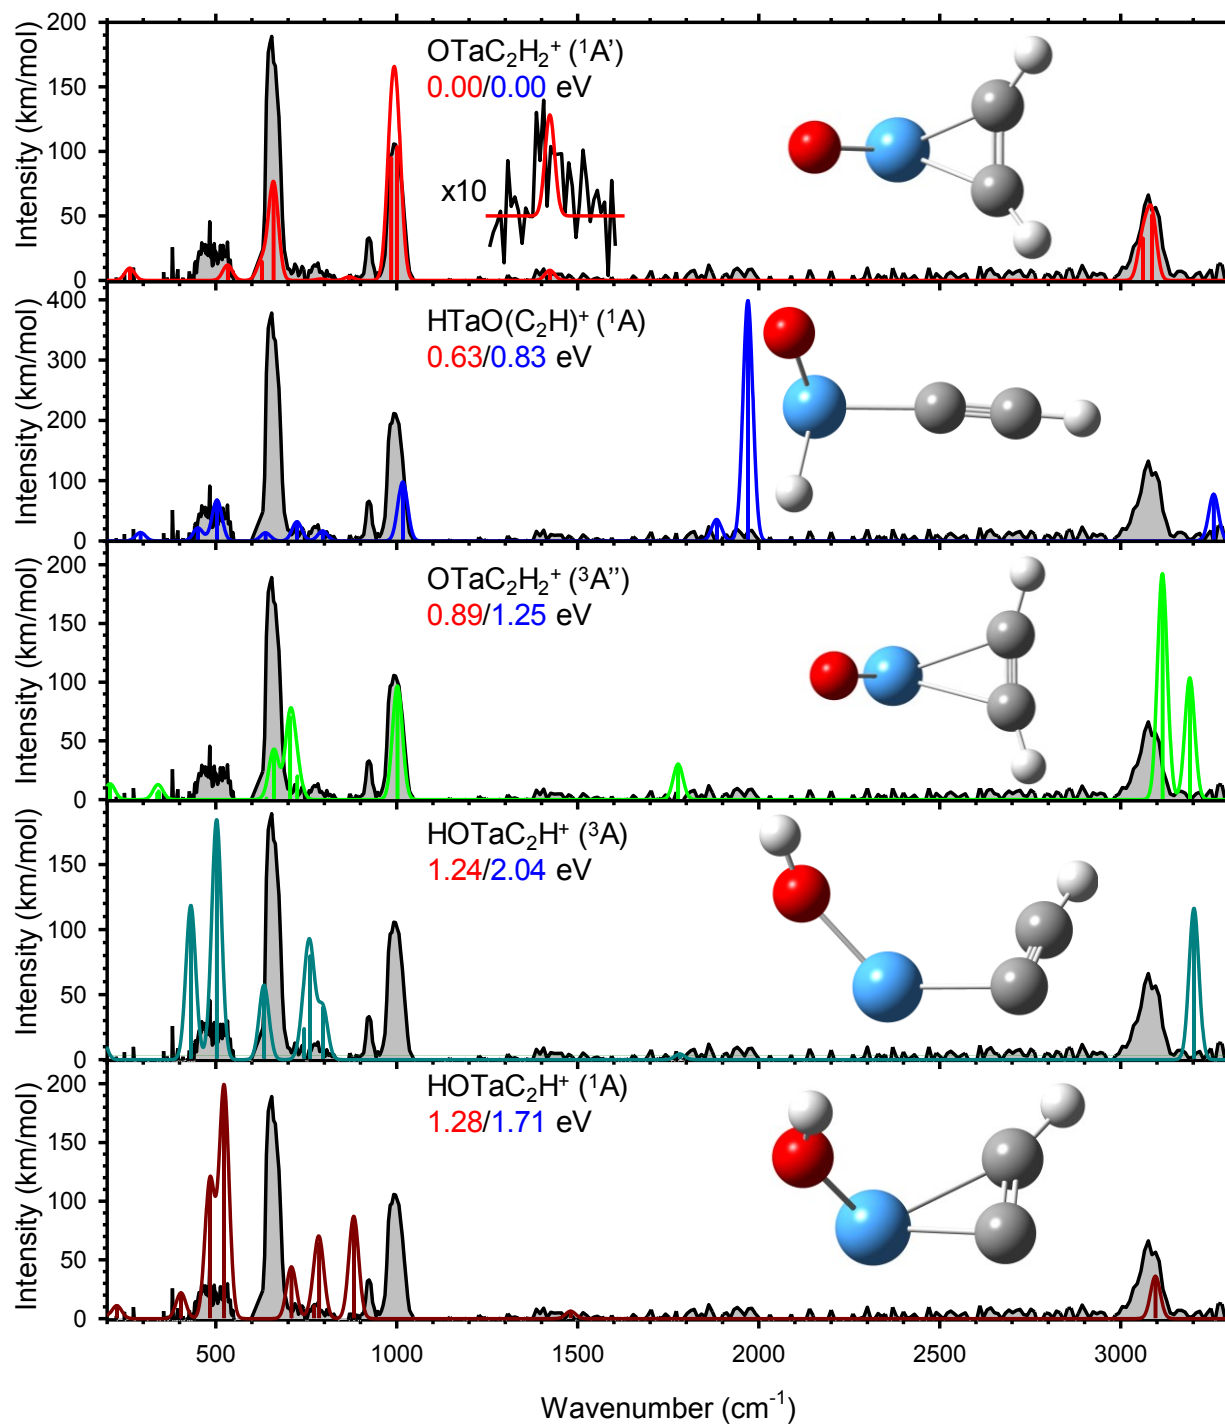 200
150
100
50
0
Intensity (km/mol)
OTaC₂H₂⁺ (¹A')
0.00/0.00 eV
x10
400
300
200
100
0
Intensity (km/mol)
HTaO(C₂H)⁺ (¹A)
0.63/0.83 eV
200
150
100
50
0
Intensity (km/mol)
OTaC₂H₂⁺ (³A'')
0.89/1.25 eV
150
100
50
0
Intensity (km/mol)
HOTaC₂H⁺ (³A)
1.24/2.04 eV
200
150
100
50
0
Intensity (km/mol)
HOTaC₂H⁺ (¹A)
1.28/1.71 eV
500 1000 1500 2000 2500 3000
Wavenumber (cm⁻¹)